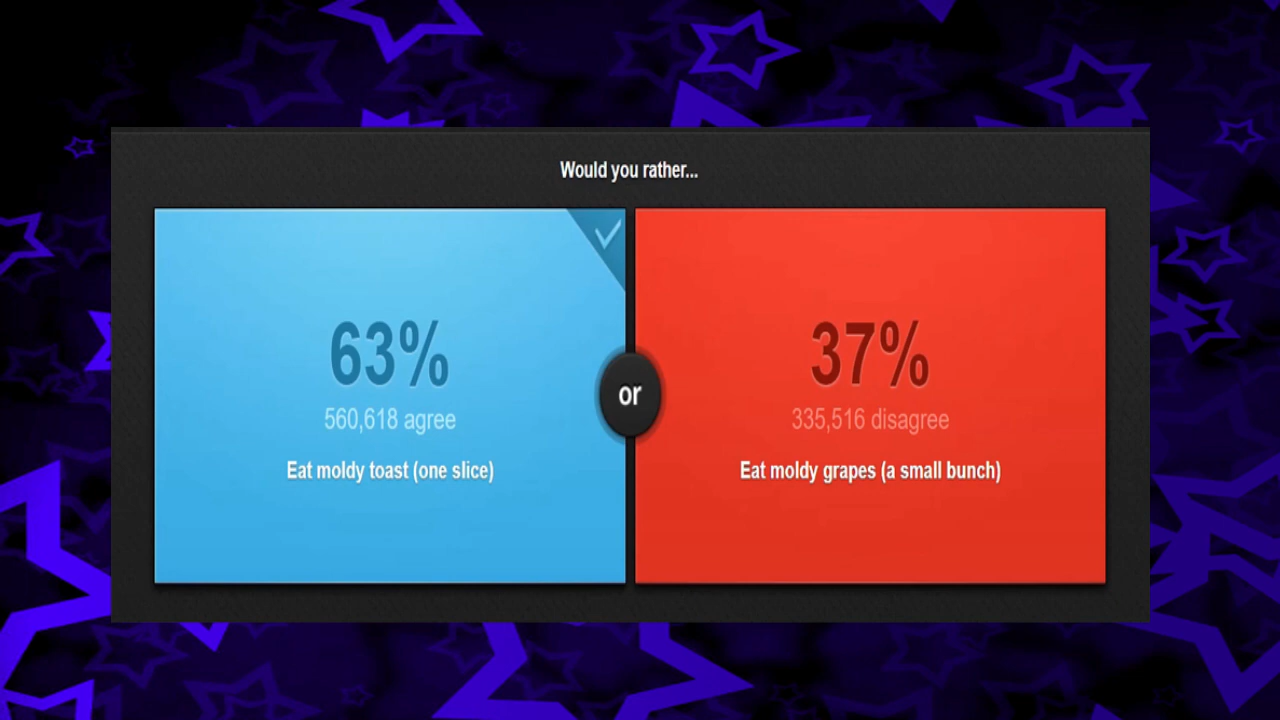 Would you rather...
63%
560,618 agree
Eat moldy toast (one slice)
or
37%
335,516 disagree
Eat moldy grapes (a small bunch)